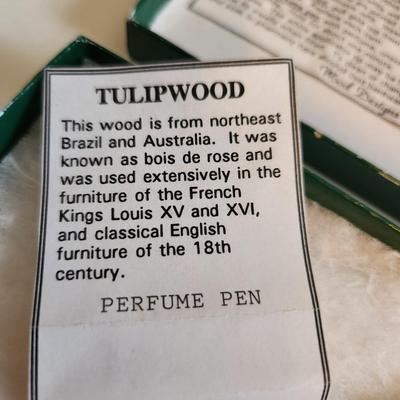 TULIPWOOD
This wood is from northeast
Brazil and Australia. It was
known as bois de rose and
was used extensively in the
furniture of the French
Kings Louis XV and XVI,
and classical English
furniture of the 18th
century.
PERFUME PEN